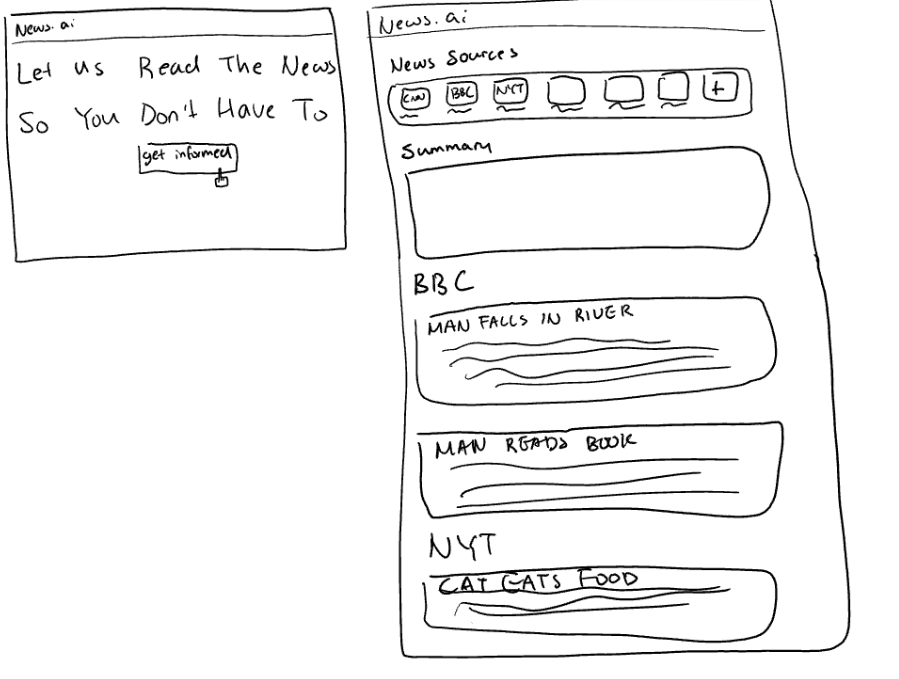 News.ai
Let us Read The News
So You Don't Have To
get informed
News.ai
News Sources
CNN BBC NYT +
Summary
BBC
MAN FALLS IN RIVER
MAN READS BOOK
NYT
CAT EATS FOOD